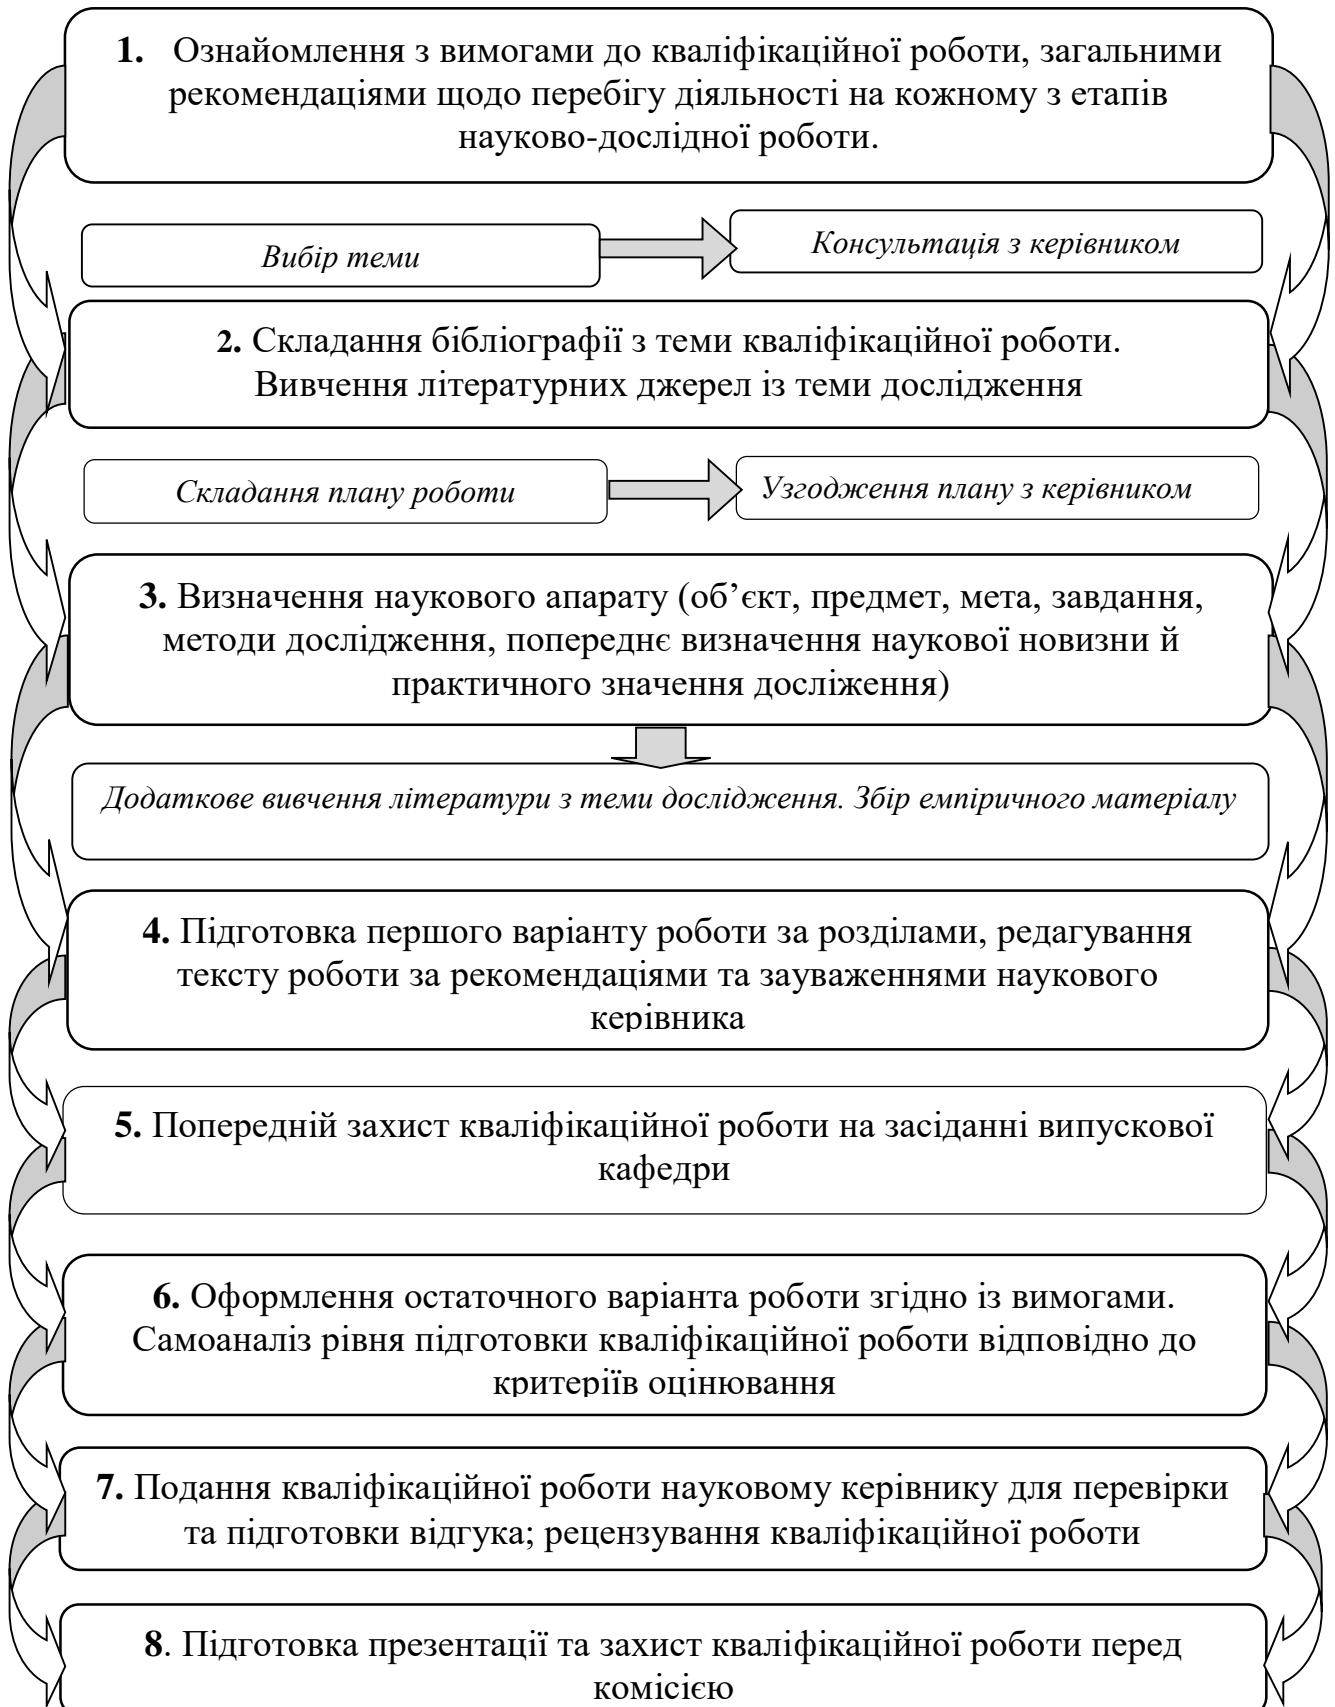 1. Ознайомлення з вимогами до кваліфікаційної роботи, загальними
рекомендаціями щодо перебігу діяльності на кожному з етапів
науково-дослідної роботи.
Вибір теми
Консультація з керівником
2. Складання бібліографії з теми кваліфікаційної роботи.
Вивчення літературних джерел із теми дослідження
Складання плану роботи
Узгодження плану з керівником
3. Визначення наукового апарату (об’єкт, предмет, мета, завдання,
методи дослідження, попереднє визначення наукової новизни й
практичного значення досліження)
Додаткове вивчення літератури з теми дослідження. Збір емпіричного матеріалу
4. Підготовка першого варіанту роботи за розділами, редагування
тексту роботи за рекомендаціями та зауваженнями наукового
керівника
5. Попередній захист кваліфікаційної роботи на засіданні випускової
кафедри
6. Оформлення остаточного варіанта роботи згідно із вимогами.
Самоаналіз рівня підготовки кваліфікаційної роботи відповідно до
критеріїв оцінювання
7. Подання кваліфікаційної роботи науковому керівнику для перевірки
та підготовки відгука; рецензування кваліфікаційної роботи
8. Підготовка презентації та захист кваліфікаційної роботи перед
комісією